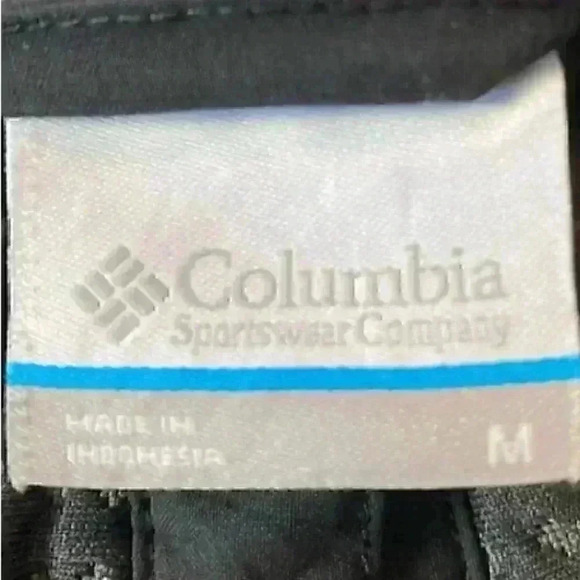 Columbia
Sportswear Company
MADE IN
INDONESIA
M